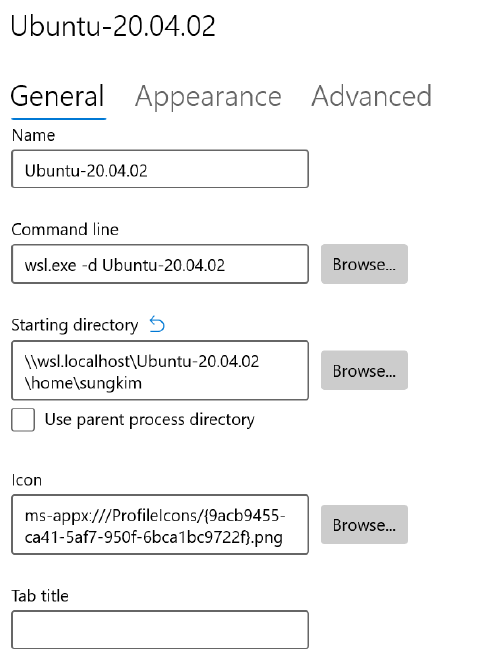 Ubuntu-20.04.02
General Appearance Advanced
Name
Ubuntu-20.04.02
Command line
wsl.exe -d Ubuntu-20.04.02
Browse...
Starting directory
\\wsl.localhost\Ubuntu-20.04.02
\home\sungkim
Browse...
Use parent process directory
Icon
ms-appx:///ProfileIcons/{9acb9455-
ca41-5af7-950f-6bca1bc9722f}.png
Browse...
Tab title